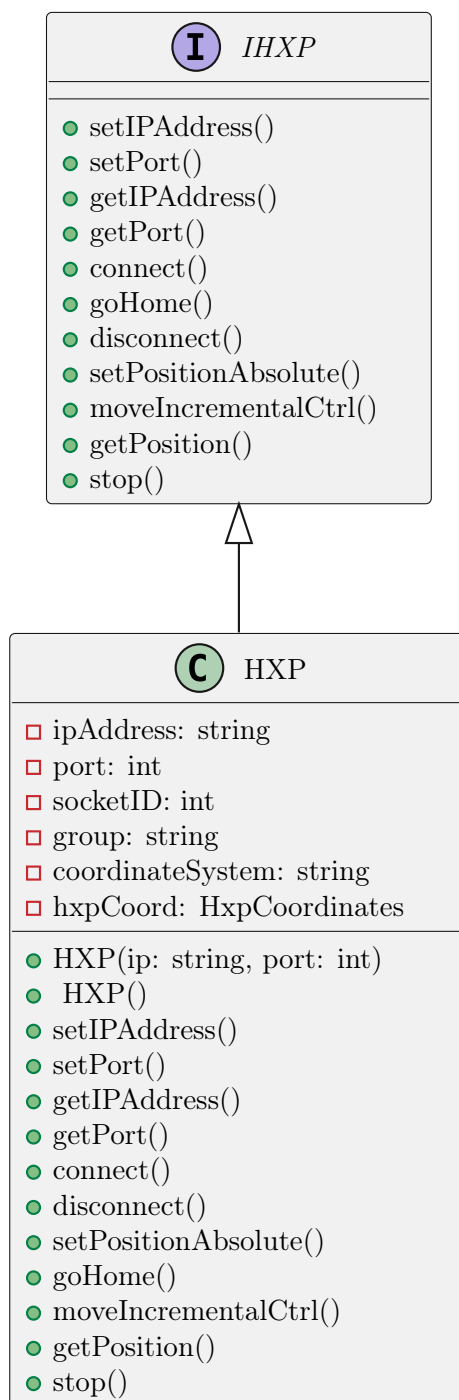 I IHXP
setIPAddress()
setPort()
getIPAddress()
getPort()
connect()
goHome()
disconnect()
setPositionAbsolute()
moveIncrementalCtrl()
getPosition()
stop()
C HXP
ipAddress: string
port: int
socketID: int
group: string
coordinateSystem: string
hxpCoord: HxpCoordinates
HXP(ip: string, port: int)
HXP()
setIPAddress()
setPort()
getIPAddress()
getPort()
connect()
disconnect()
setPositionAbsolute()
goHome()
moveIncrementalCtrl()
getPosition()
stop()